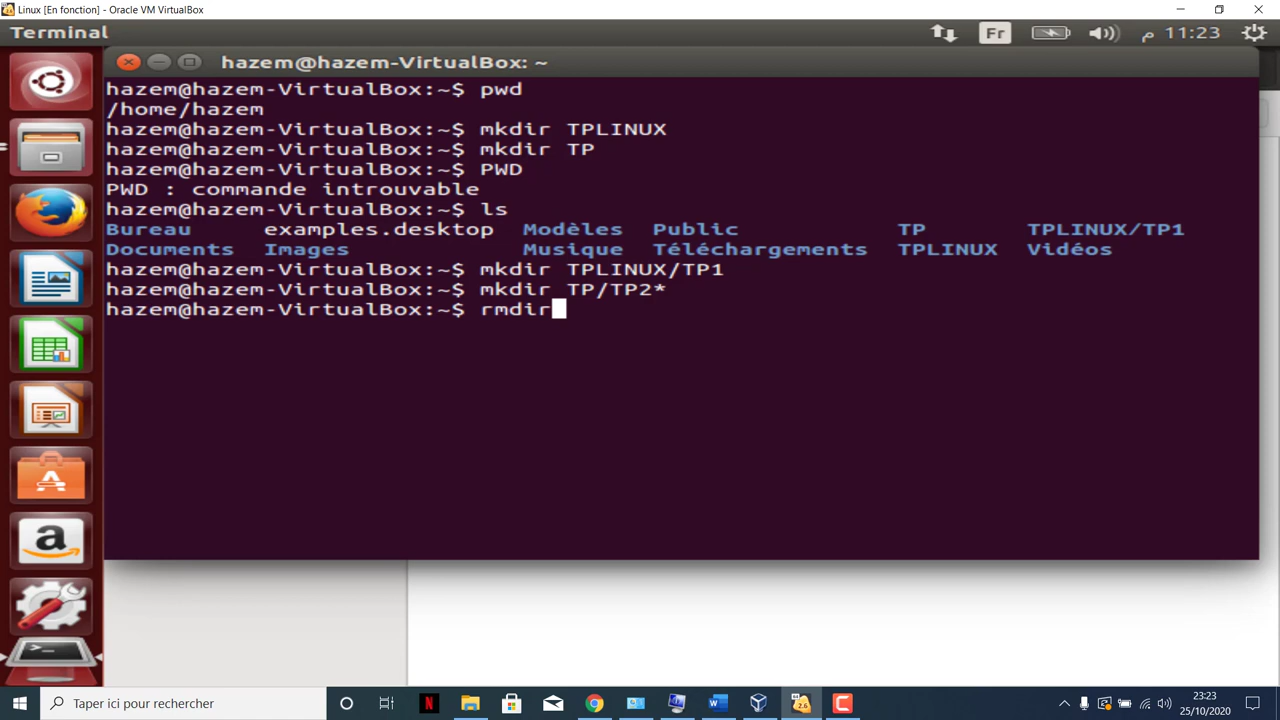 Linux [En fonction] - Oracle VM VirtualBox
Terminal
Fr
م 11:23
hazem@hazem-VirtualBox: ~
hazem@hazem-VirtualBox:~$ pwd
/home/hazem
hazem@hazem-VirtualBox:~$ mkdir TPLINUX
hazem@hazem-VirtualBox:~$ mkdir TP
hazem@hazem-VirtualBox:~$ PWD
PWD : commande introuvable
hazem@hazem-VirtualBox:~$ ls
Bureau examples.desktop Modèles Public TP TPLINUX/TP1
Documents Images Musique Téléchargements TPLINUX Vidéos
hazem@hazem-VirtualBox:~$ mkdir TPLINUX/TP1
hazem@hazem-VirtualBox:~$ mkdir TP/TP2*
hazem@hazem-VirtualBox:~$ rmdir
Taper ici pour rechercher
23:23
25/10/2020